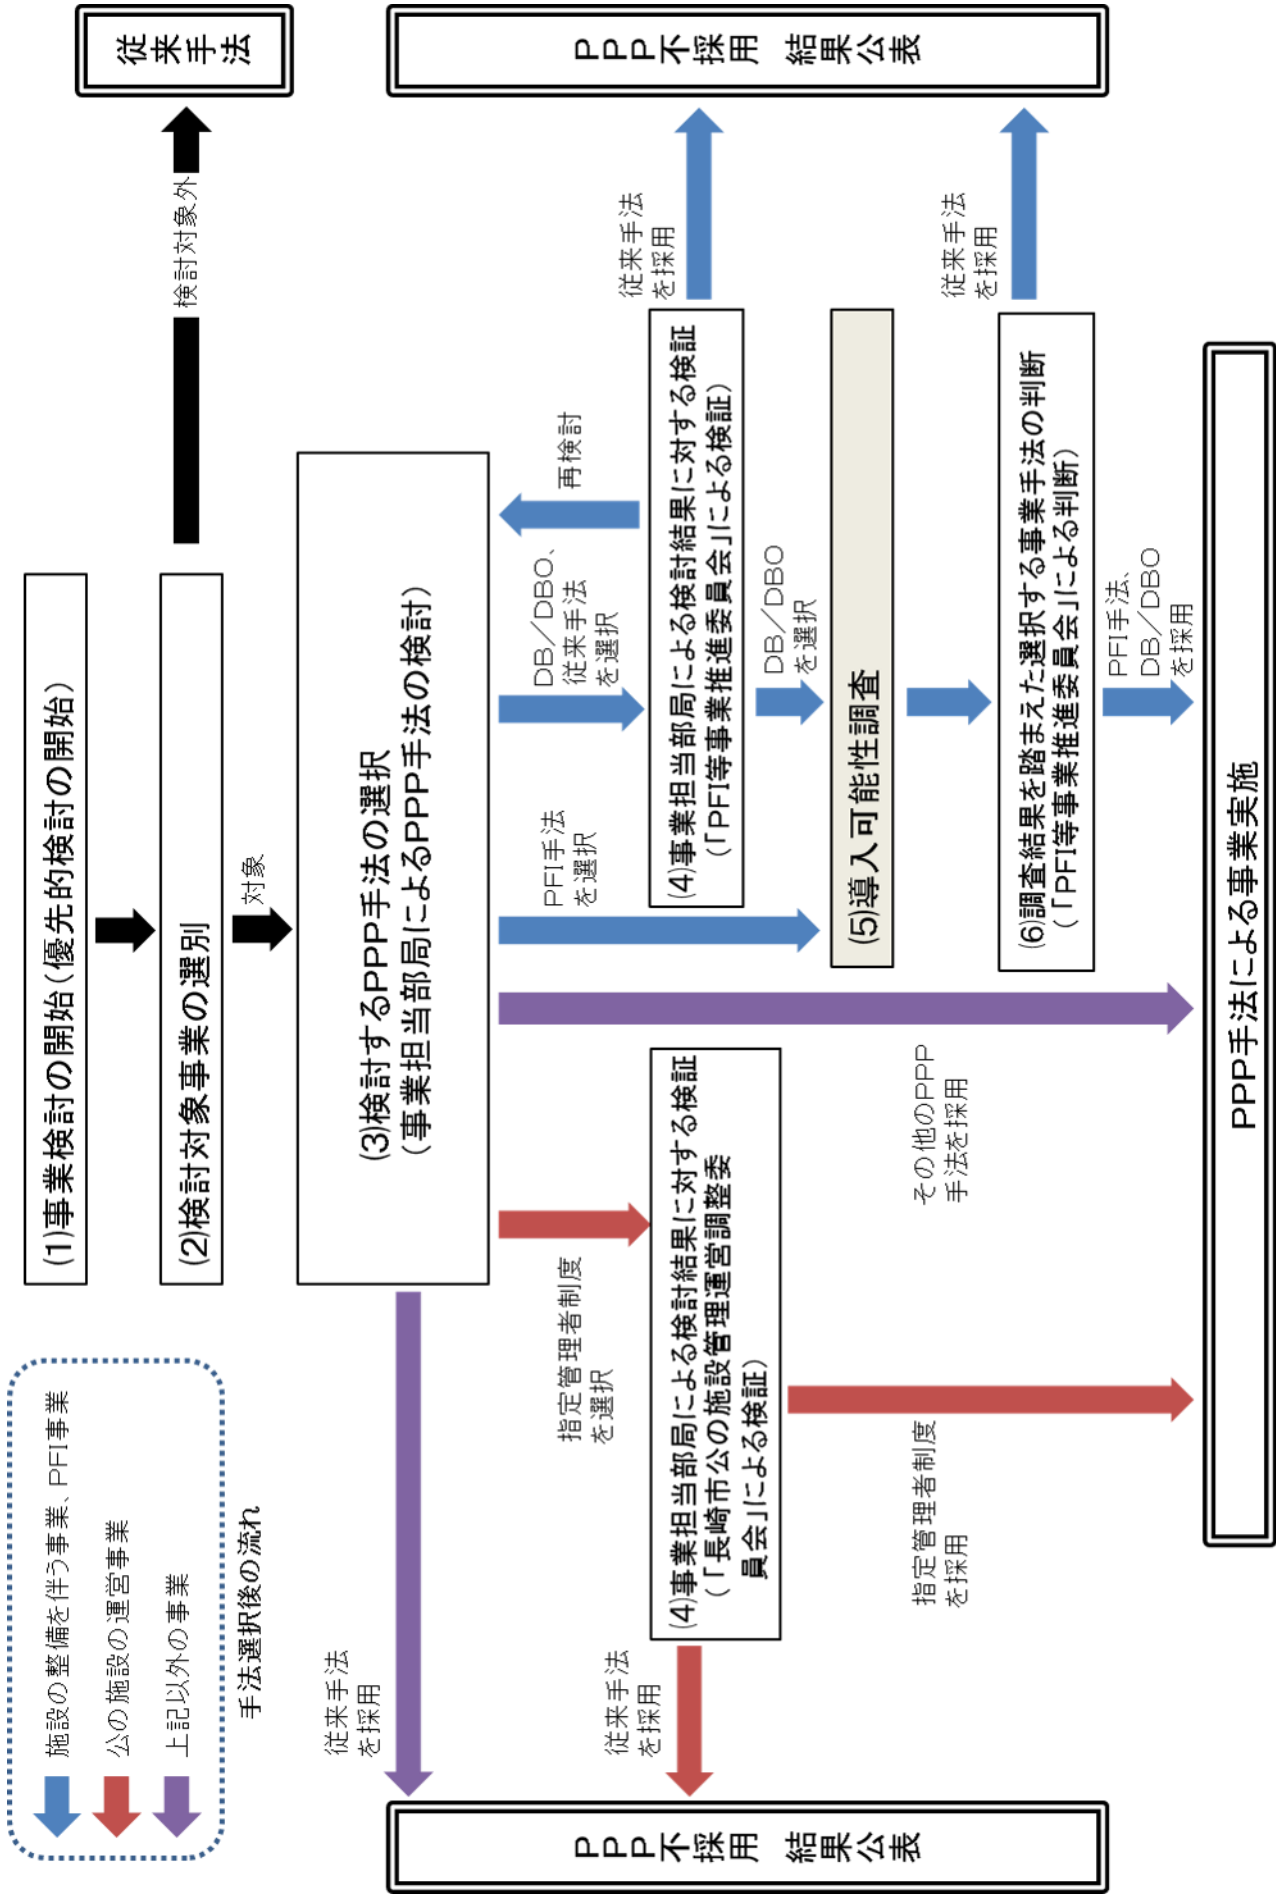 施設の整備を伴う事業、PFI事業
公の施設の運営事業
上記以外の事業
手法選択後の流れ
(1)事業検討の開始(優先的検討の開始)
(2)検討対象事業の選別
検討対象外
従来手法
対象
(3)検討するPPP手法の選択
(事業担当部局によるPPP手法の検討)
従来手法
を採用
指定管理者制度
を選択
PFI手法
を選択
DB/DBO、
従来手法
を選択
再検討
(4)事業担当部局による検討結果に対する検証
(「長崎市公の施設管理運営調整委
員会」による検証)
従来手法
を採用
PPP不採用 結果公表
(4)事業担当部局による検討結果に対する検証
(「PFI等事業推進委員会」による検証)
従来手法
を採用
PPP不採用 結果公表
DB/DBO
を選択
(5)導入可能性調査
その他のPPP
手法を採用
指定管理者制度
を採用
(6)調査結果を踏まえた選択する事業手法の判断
(「PFI等事業推進委員会」による判断)
従来手法
を採用
PFI手法、
DB/DBO
を採用
PPP手法による事業実施